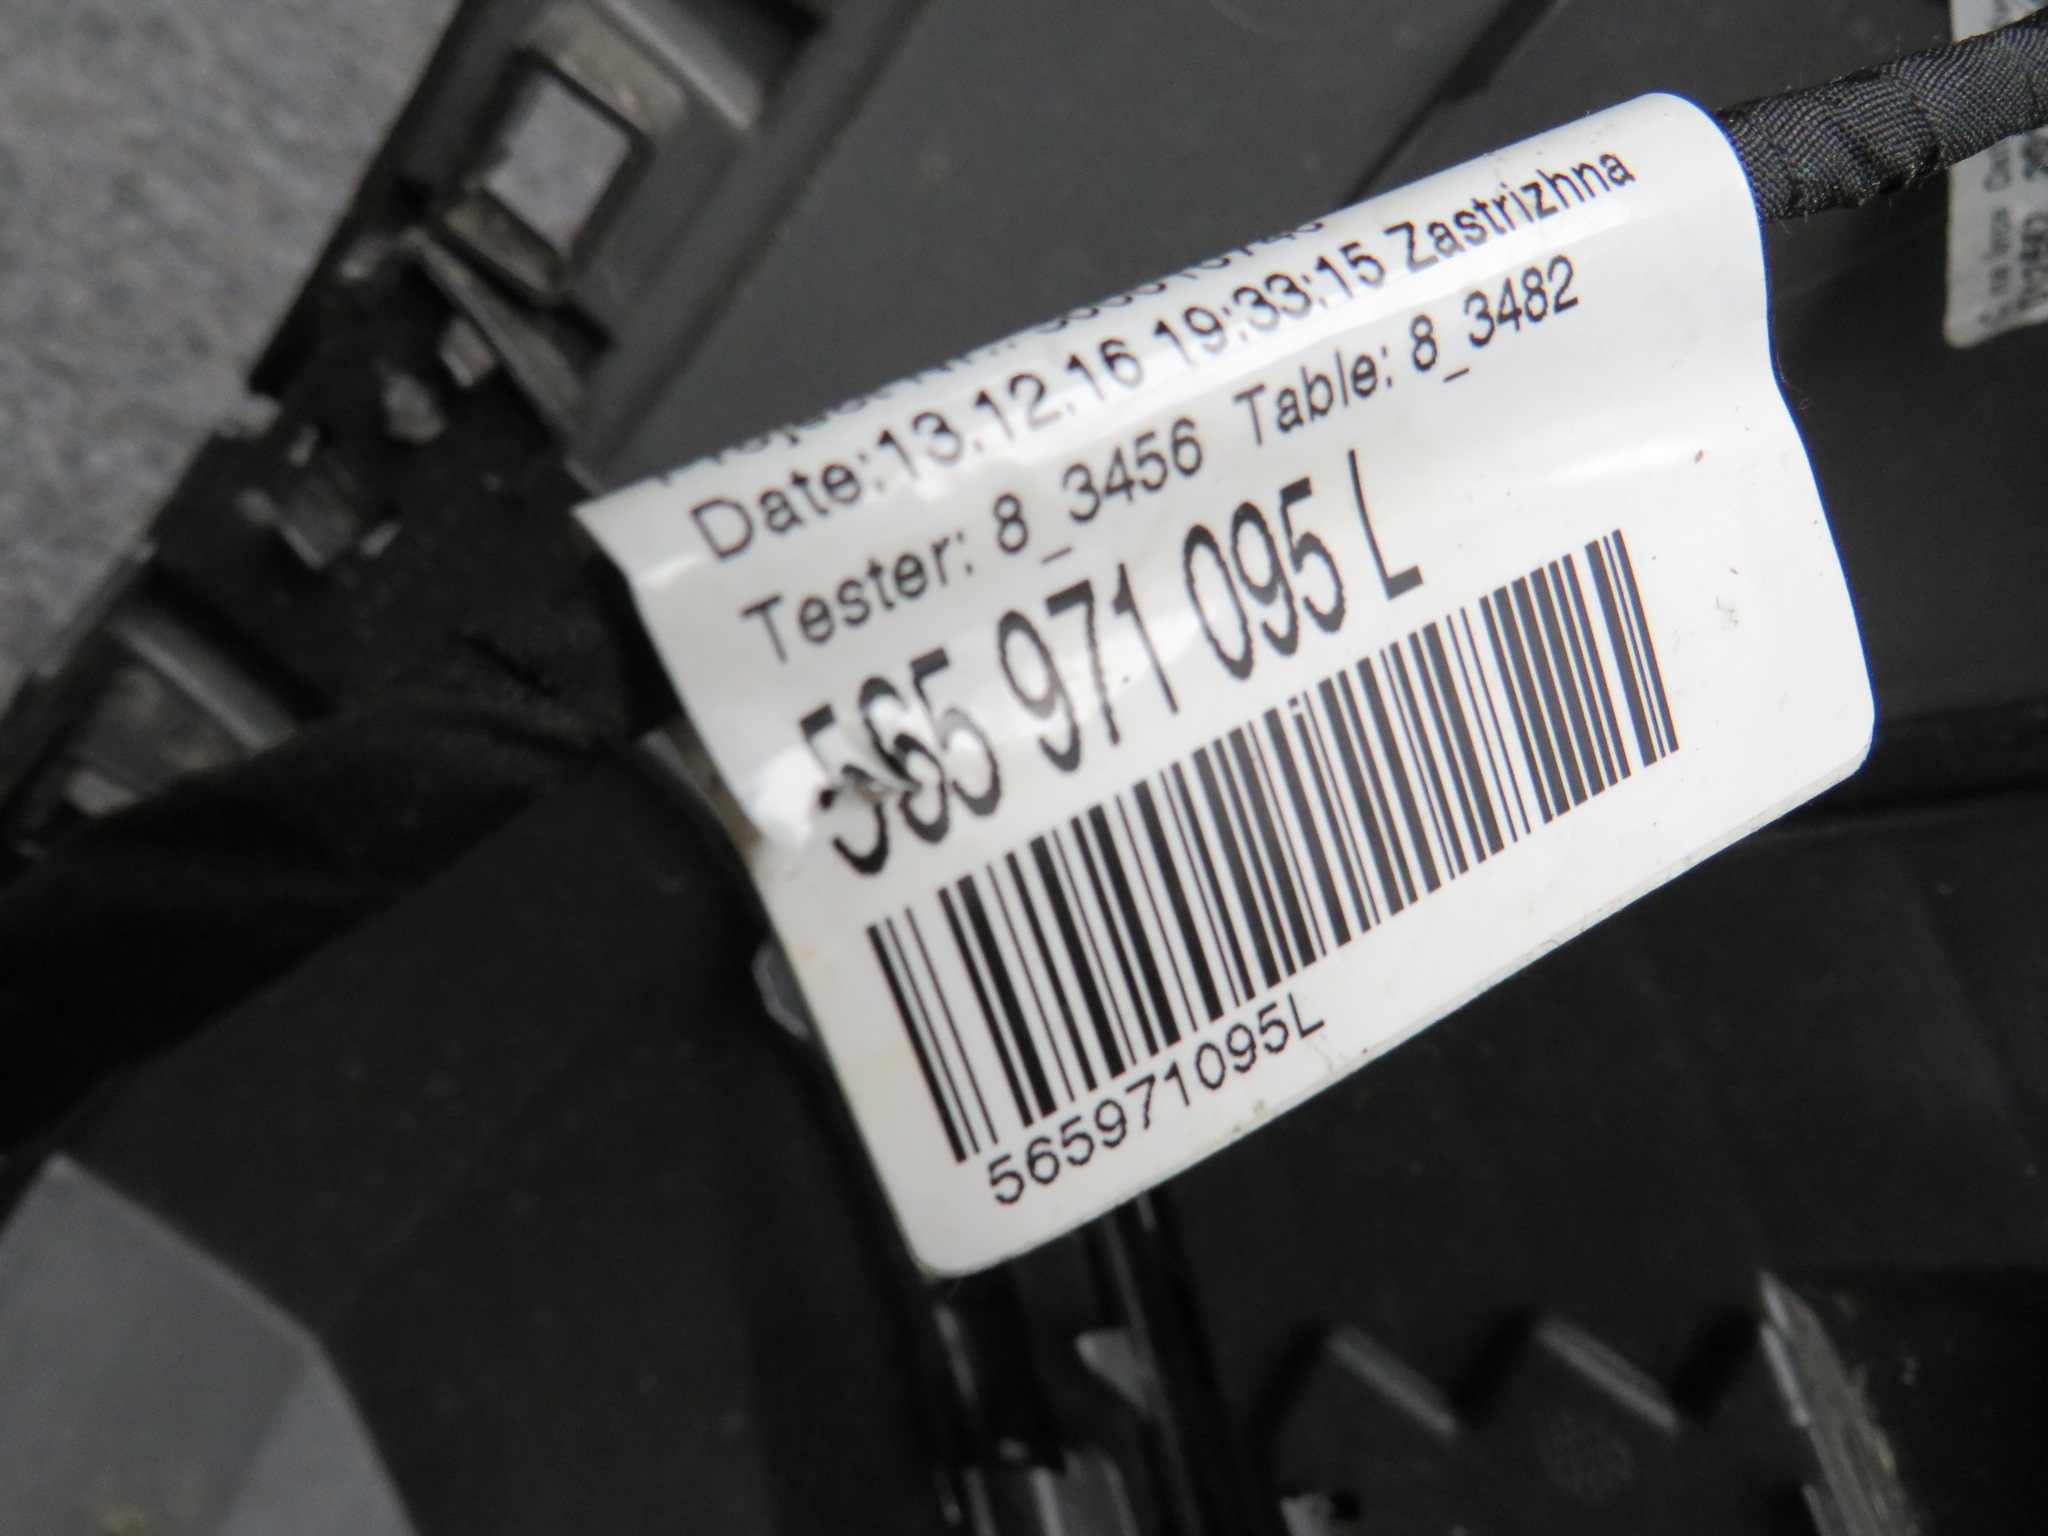 Date:13.12.16 19:33:15 Zastrizhna
Tester: 8_3456 Table: 8_3482
565 971 095 L
565971095L